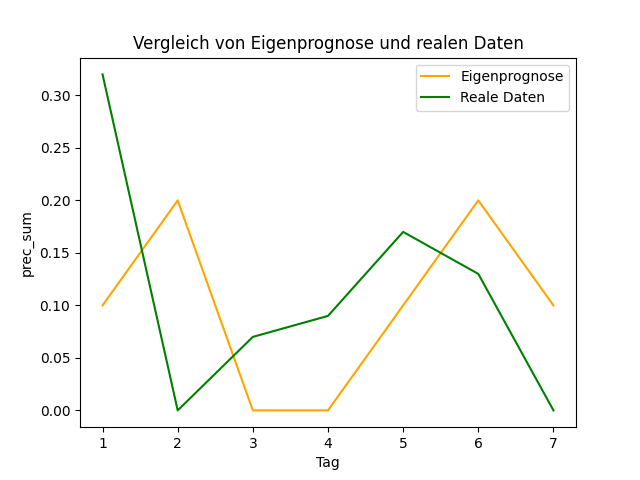 Vergleich von Eigenprognose und realen Daten
Eigenprognose
Reale Daten
0.30
0.25
0.20
0.15
0.10
0.05
0.00
prec_sum
1 2 3 4 5 6 7
Tag